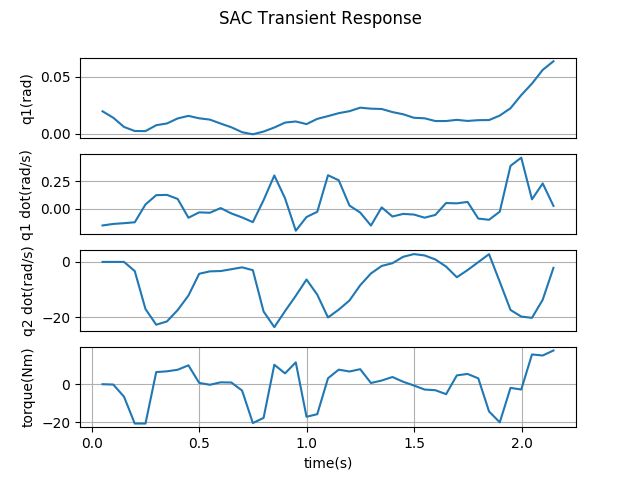 SAC Transient Response
q1(rad)
0.05
0.00
q1 dot(rad/s)
0.25
0.00
q2 dot(rad/s)
0
−20
torque(Nm)
0
−20
0.0 0.5 1.0 1.5 2.0
time(s)